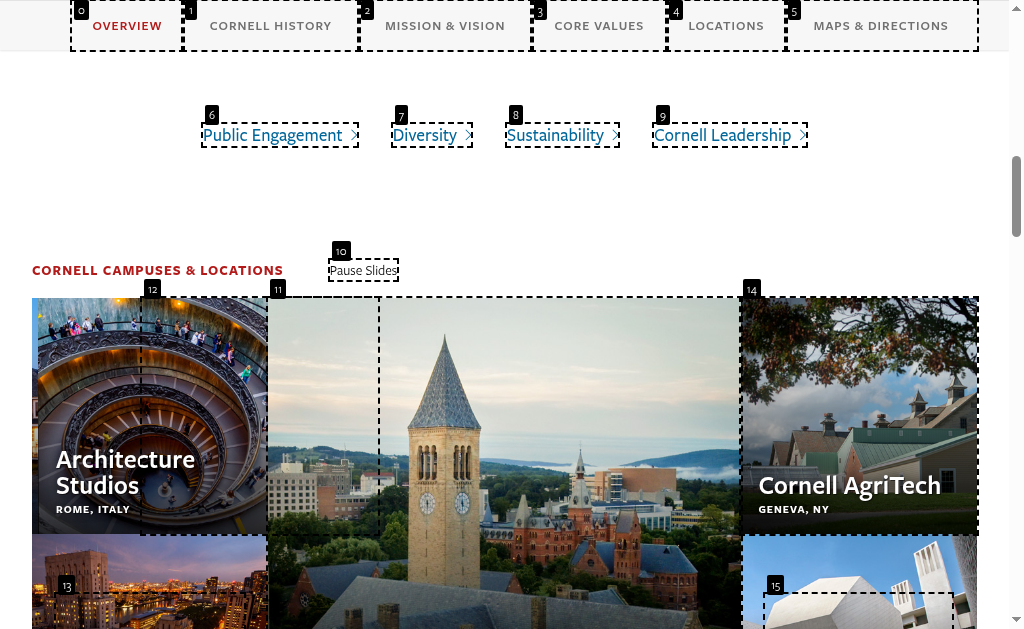 0 1 2 3 4 5
OVERVIEW CORNELL HISTORY MISSION & VISION CORE VALUES LOCATIONS MAPS & DIRECTIONS
6 7 8 9
Public Engagement Diversity Sustainability Cornell Leadership
10
CORNELL CAMPUSES & LOCATIONS Pause Slides
12 11 14
Architecture
Studios
ROME, ITALY
Cornell AgriTech
GENEVA, NY
13 15